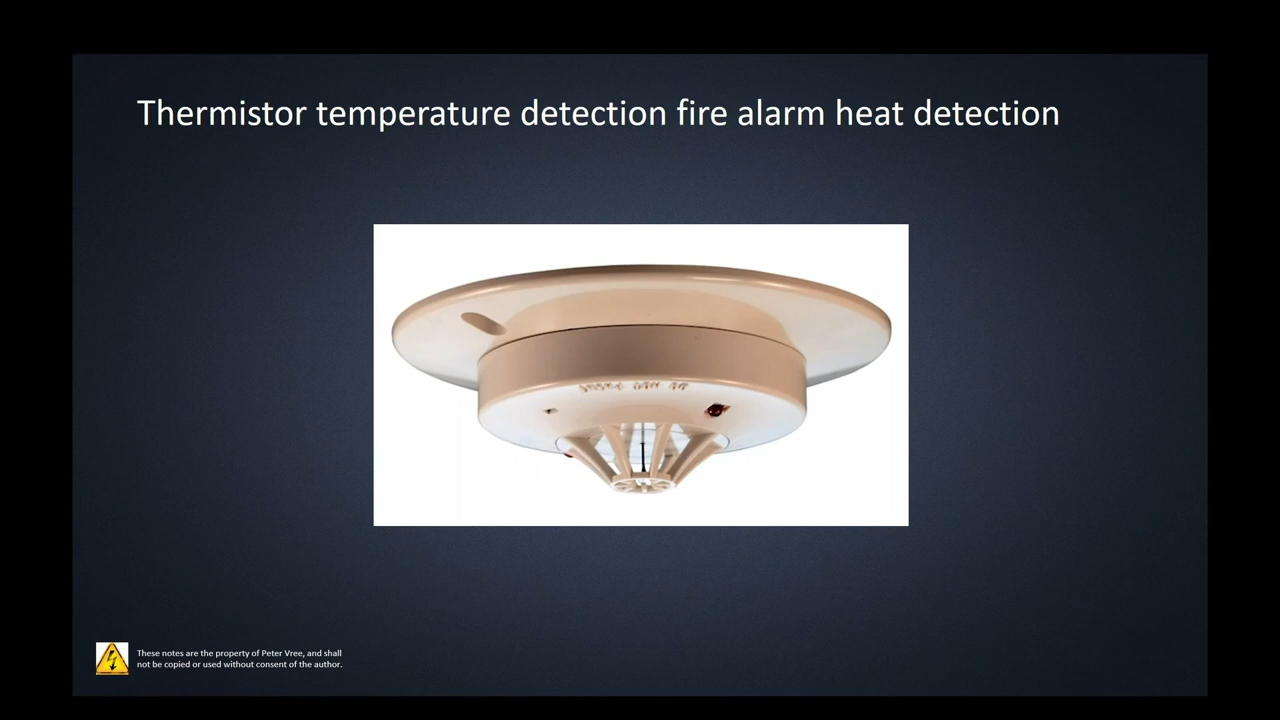 Thermistor temperature detection fire alarm heat detection
These notes are the property of Peter Vree, and shall
not be copied or used without consent of the author.